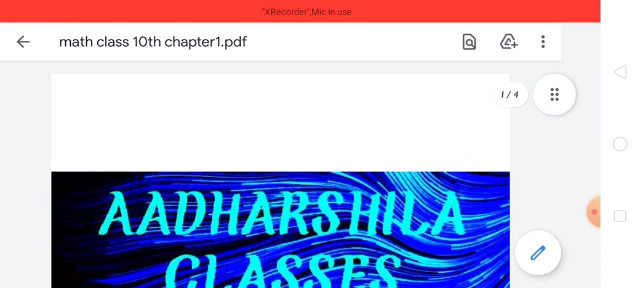 "XRecorder",Mic in use
math class 10th chapter1.pdf
1 / 4
AADHARSHILA
CLASSES